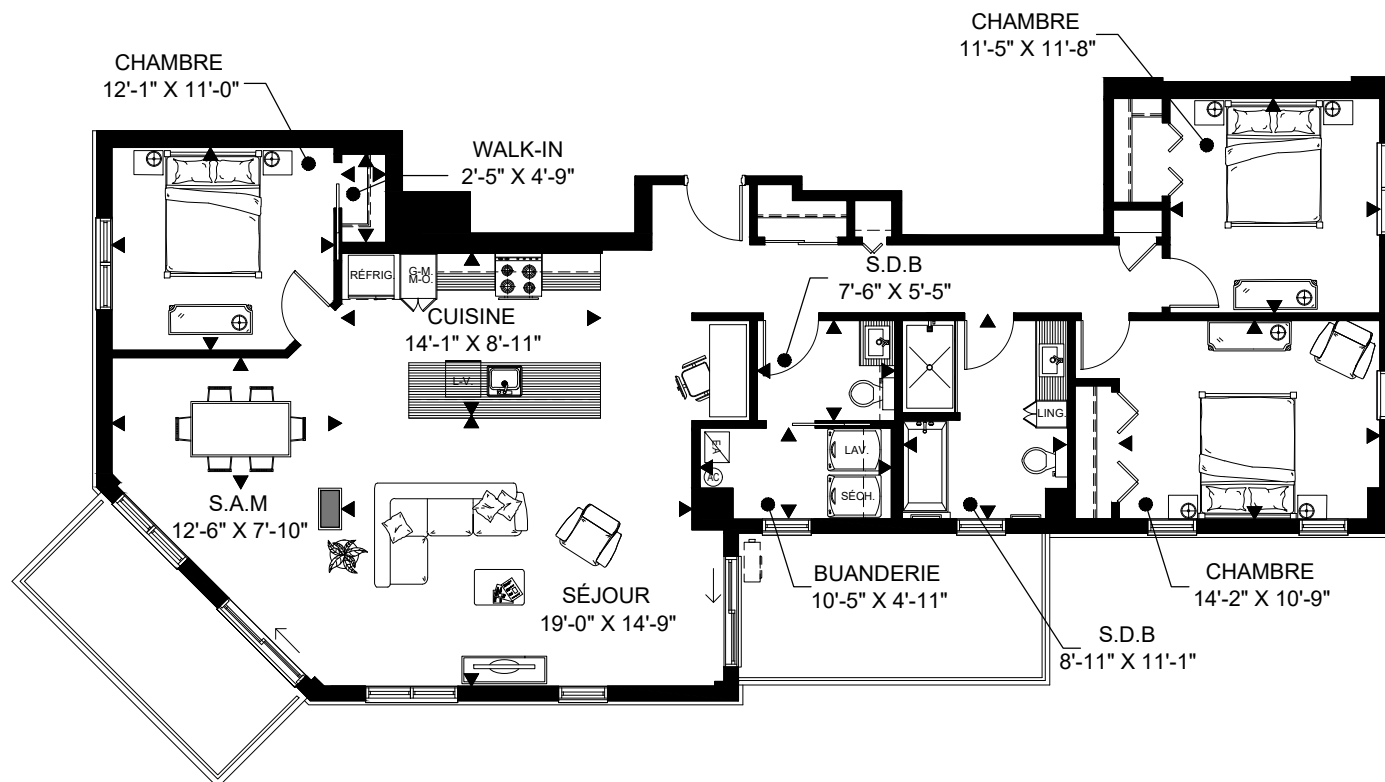 CHAMBRE
11'-5" X 11'-8"
CHAMBRE
12'-1" X 11'-0"
WALK-IN
2'-5" X 4'-9"
S.D.B
7'-6" X 5'-5"
RÉFRIG.
G-M.
M-O.
CUISINE
14'-1" X 8'-11"
L-V.
LING.
E.A
AC
LAV.
SÉCH.
S.A.M
12'-6" X 7'-10"
SÉJOUR
19'-0" X 14'-9"
BUANDERIE
10'-5" X 4'-11"
CHAMBRE
14'-2" X 10'-9"
S.D.B
8'-11" X 11'-1"